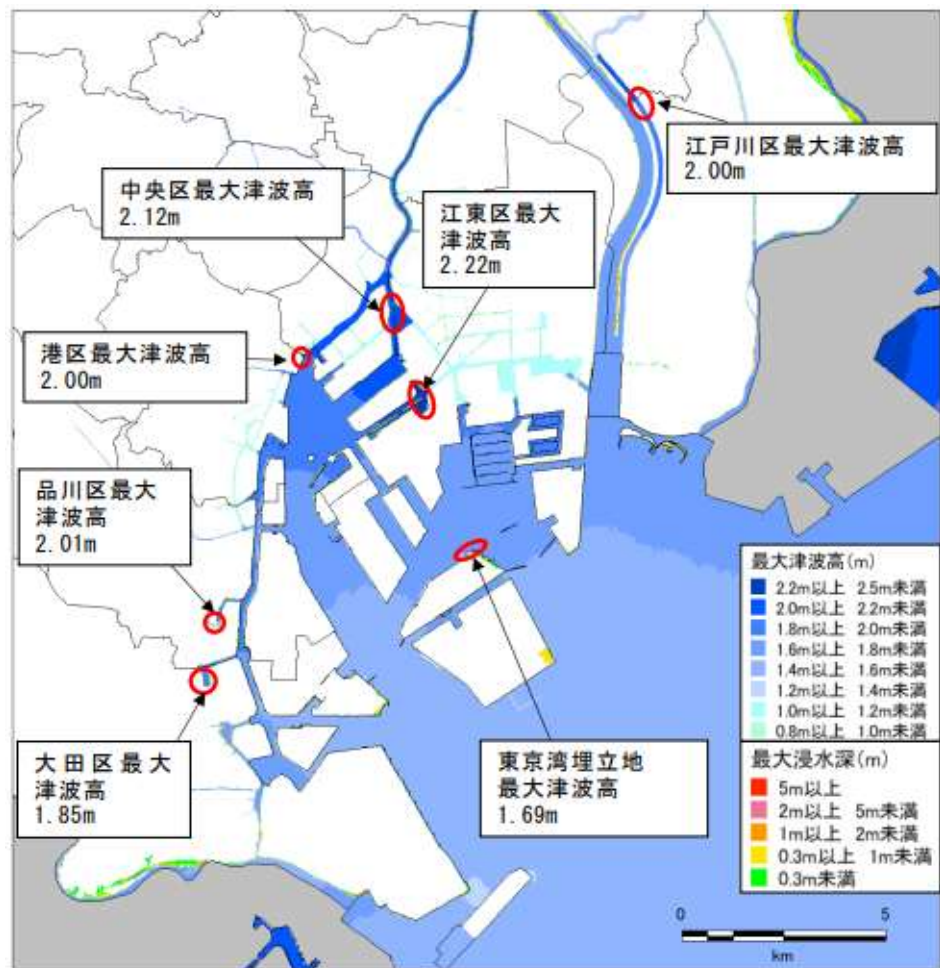 江戸川区最大津波高
2.00m
中央区最大津波高
2.12m
江東区最大
津波高
2.22m
港区最大津波高
2.00m
品川区最大
津波高
2.01m
大田区最大
津波高
1.85m
東京湾埋立地
最大津波高
1.69m
最大津波高(m)
2.2m以上 2.5m未満
2.0m以上 2.2m未満
1.8m以上 2.0m未満
1.6m以上 1.8m未満
1.4m以上 1.6m未満
1.2m以上 1.4m未満
1.0m以上 1.2m未満
0.8m以上 1.0m未満
最大浸水深(m)
5m以上
2m以上 5m未満
1m以上 2m未満
0.3m以上 1m未満
0.3m未満
0 5
km